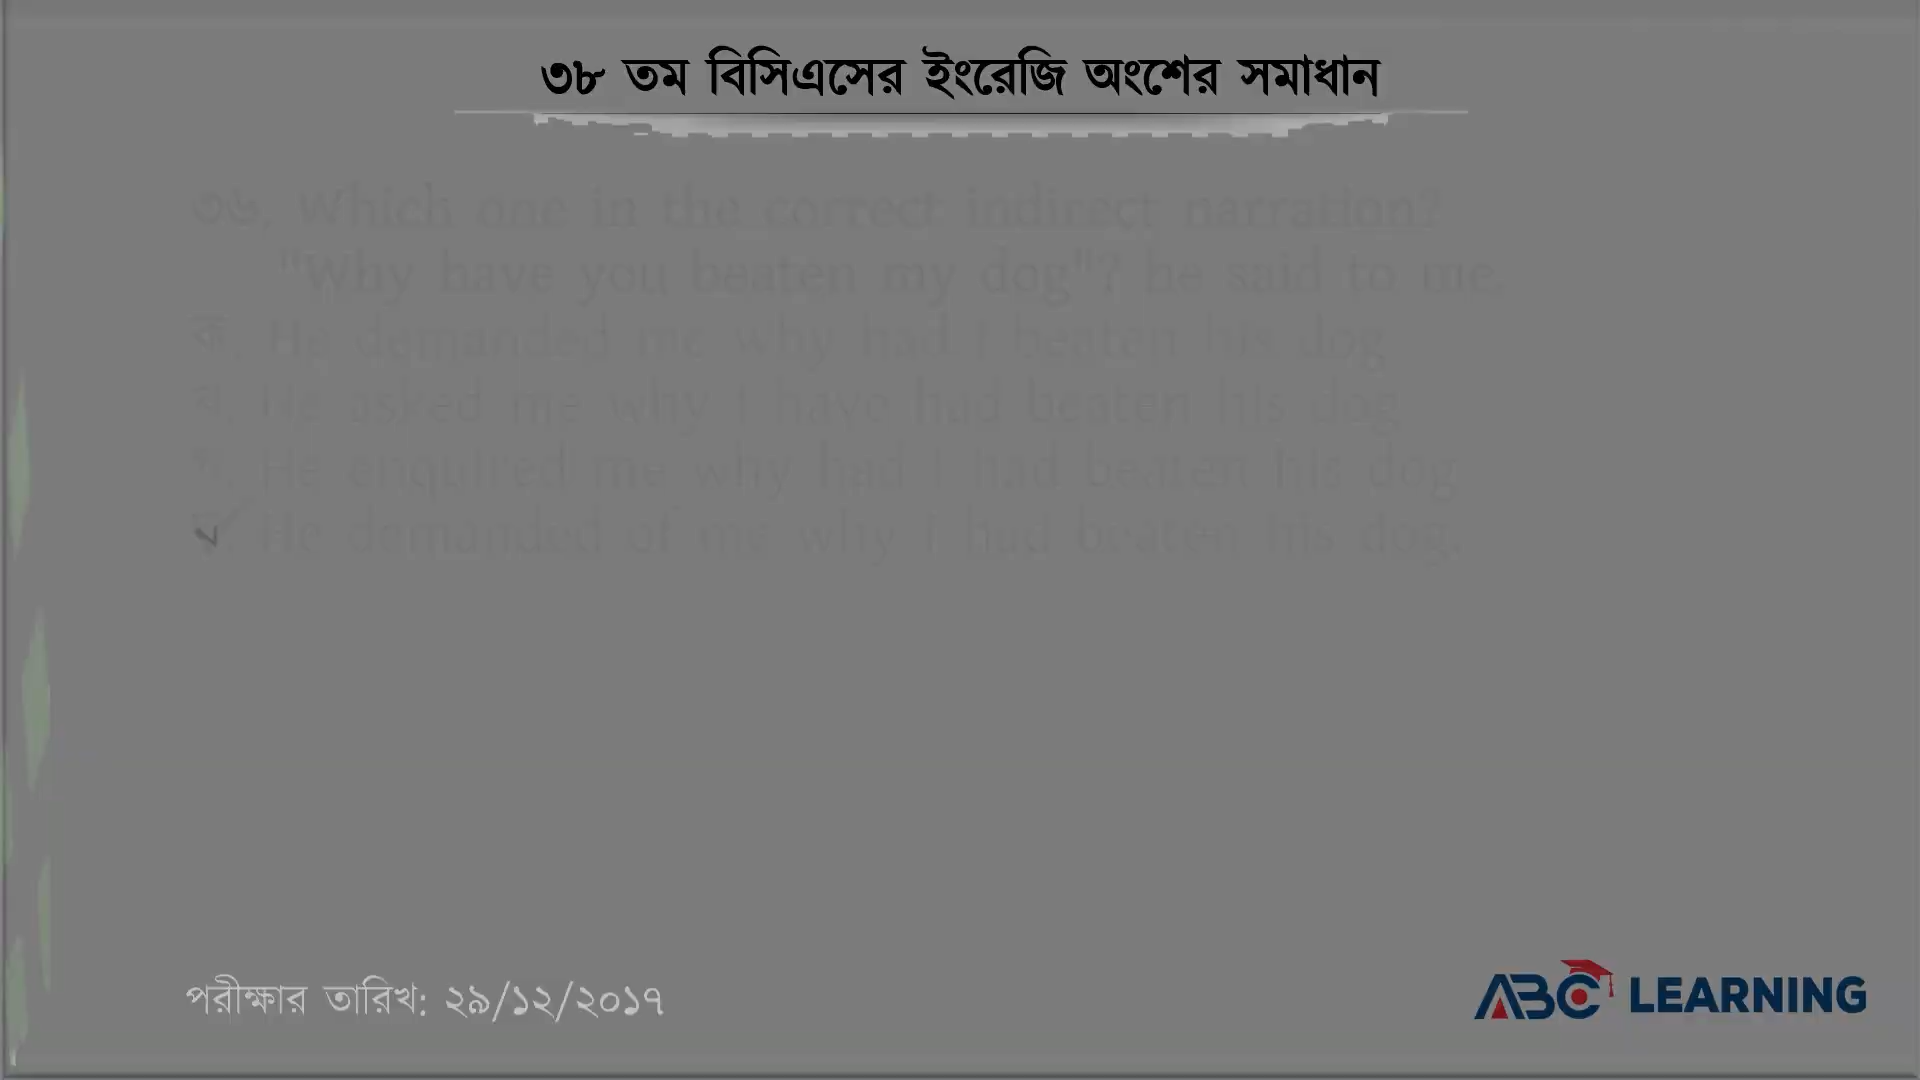 ৩৮ তম বিসিএসের ইংরেজি অংশের সমাধান
৩৬. Which one in the correct indirect narration?
"Why have you beaten my dog"? he said to me.
ক. He demanded me why had I beaten his dog
খ. He asked me why I have had beaten his dog
গ. He enquired me why had I had beaten his dog
He demanded of me why I had beaten his dog.
পরীক্ষার তারিখ: ২৯/১২/২০১৭
ABC LEARNING